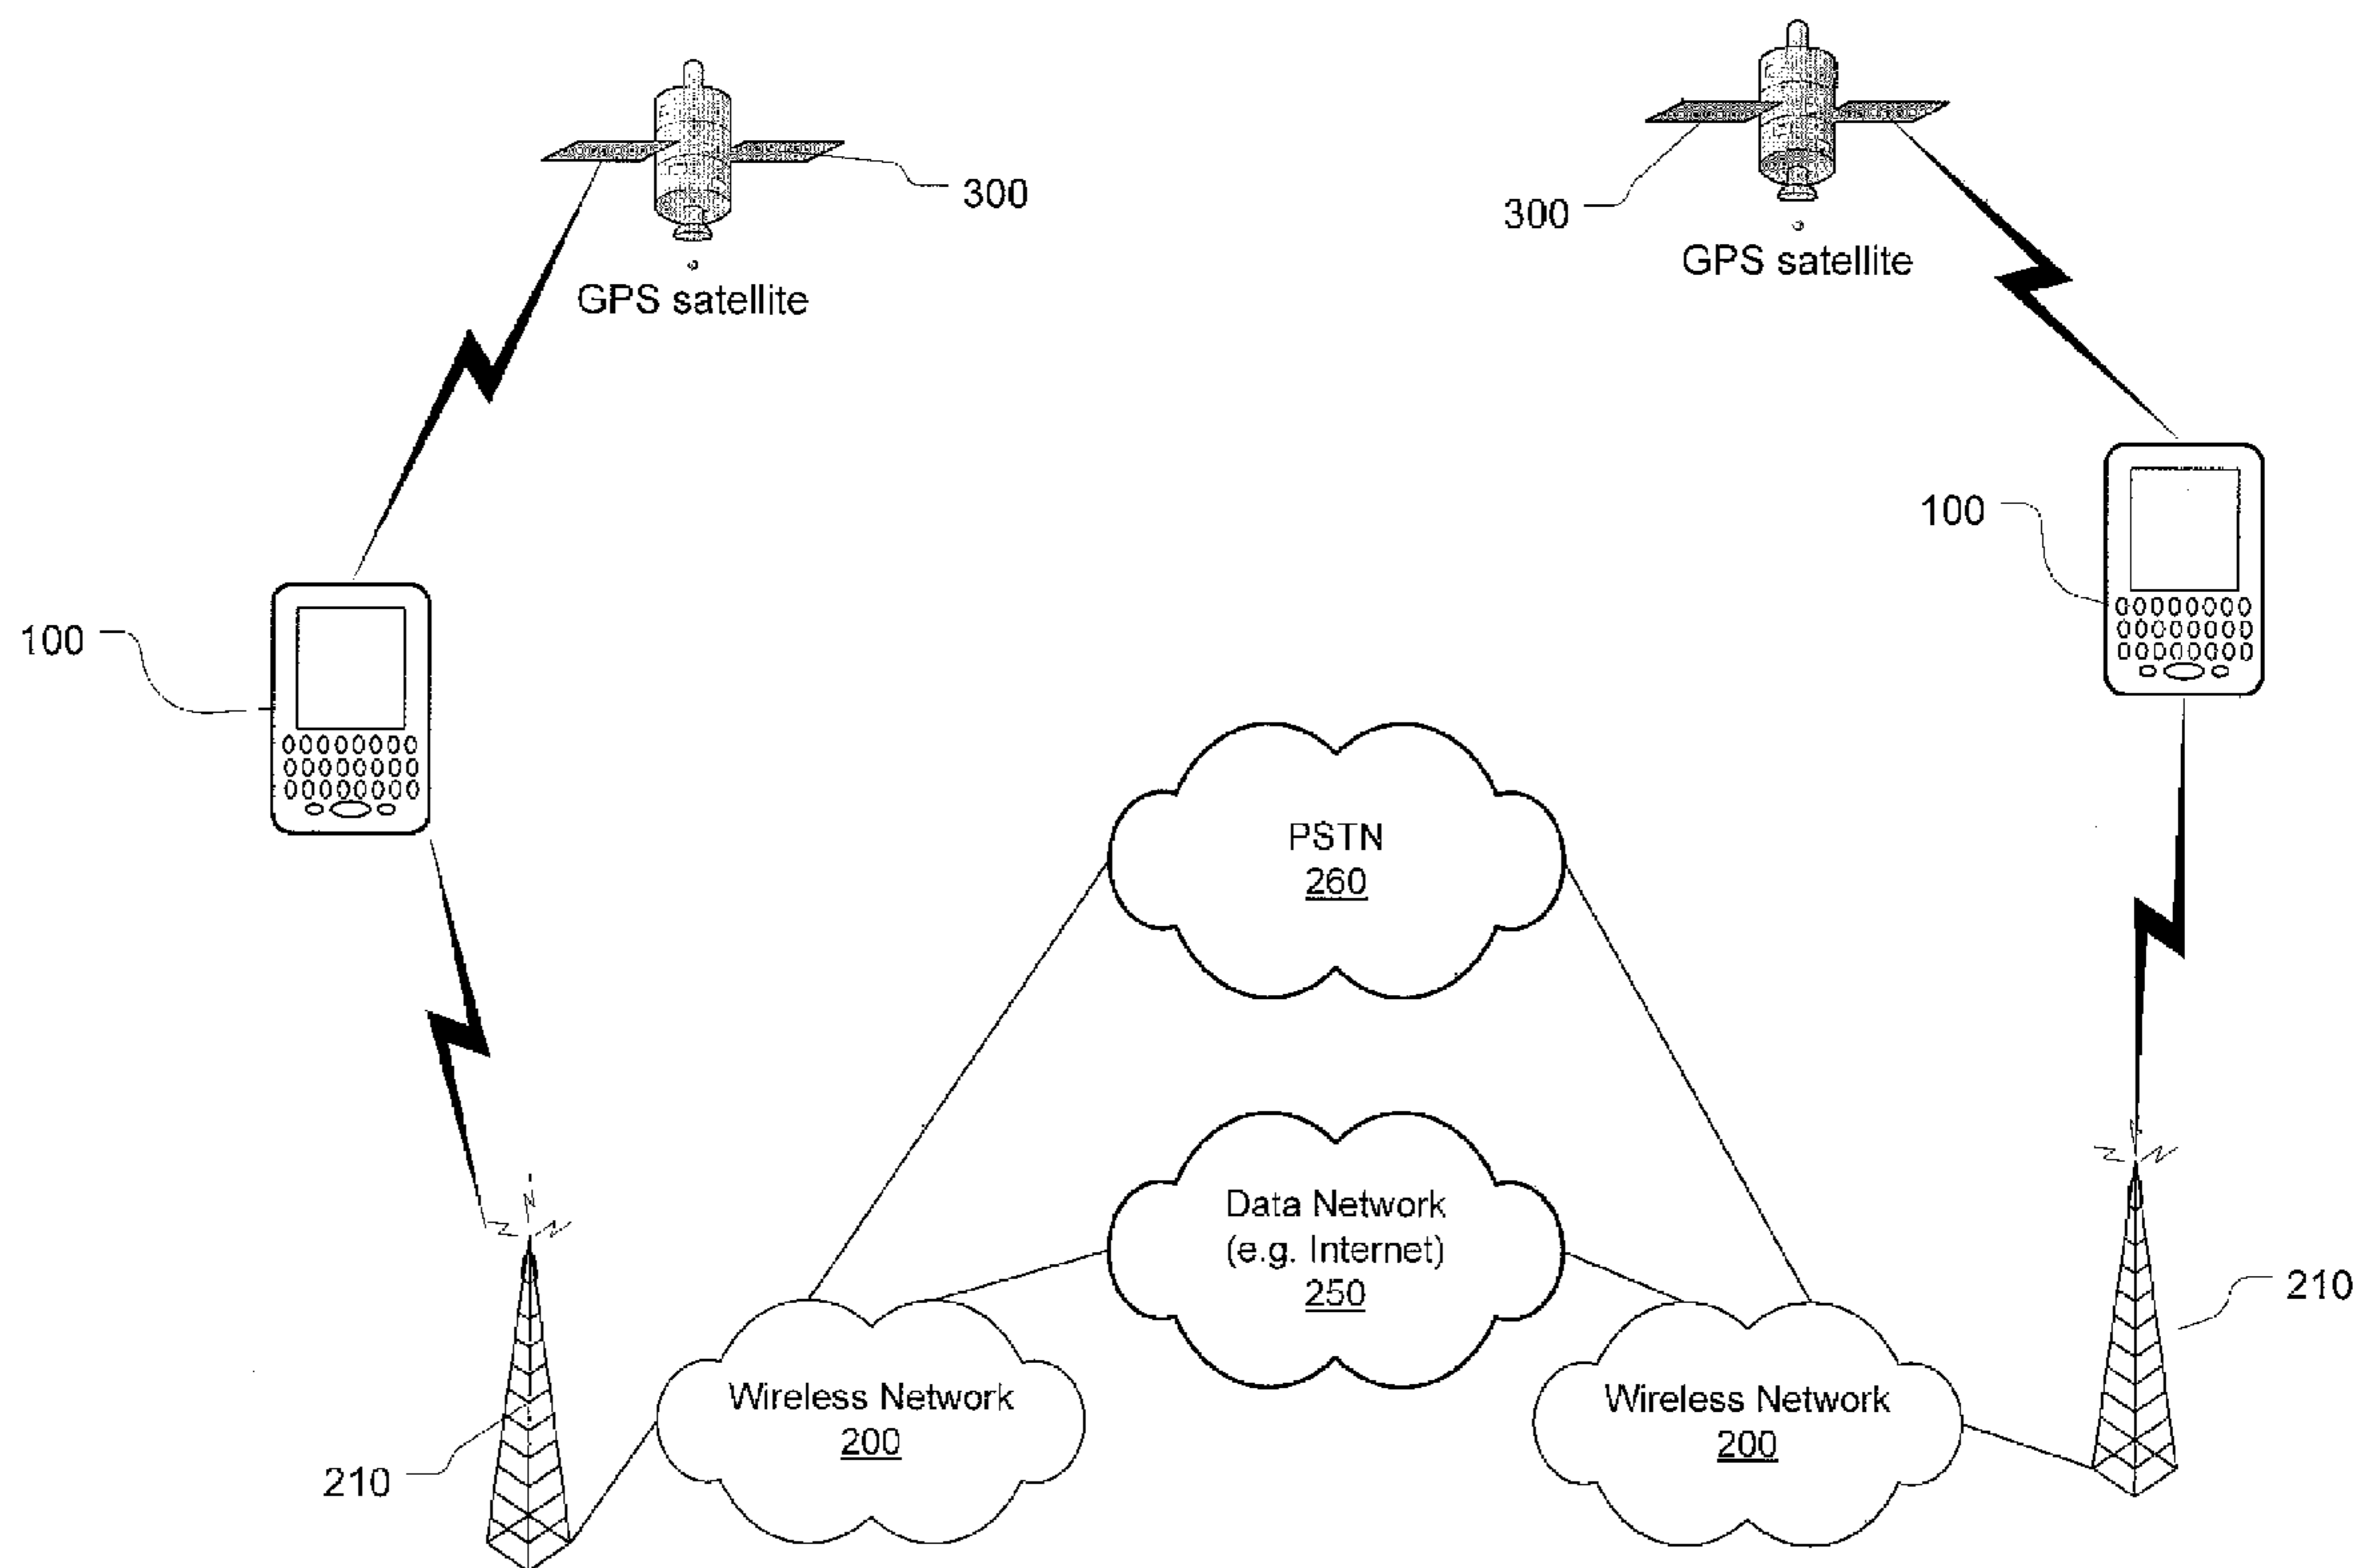 300
GPS satellite
300
GPS satellite
100
100
PSTN
260
Data Network
(e.g. Internet)
250
210
Wireless Network
200
Wireless Network
200
210